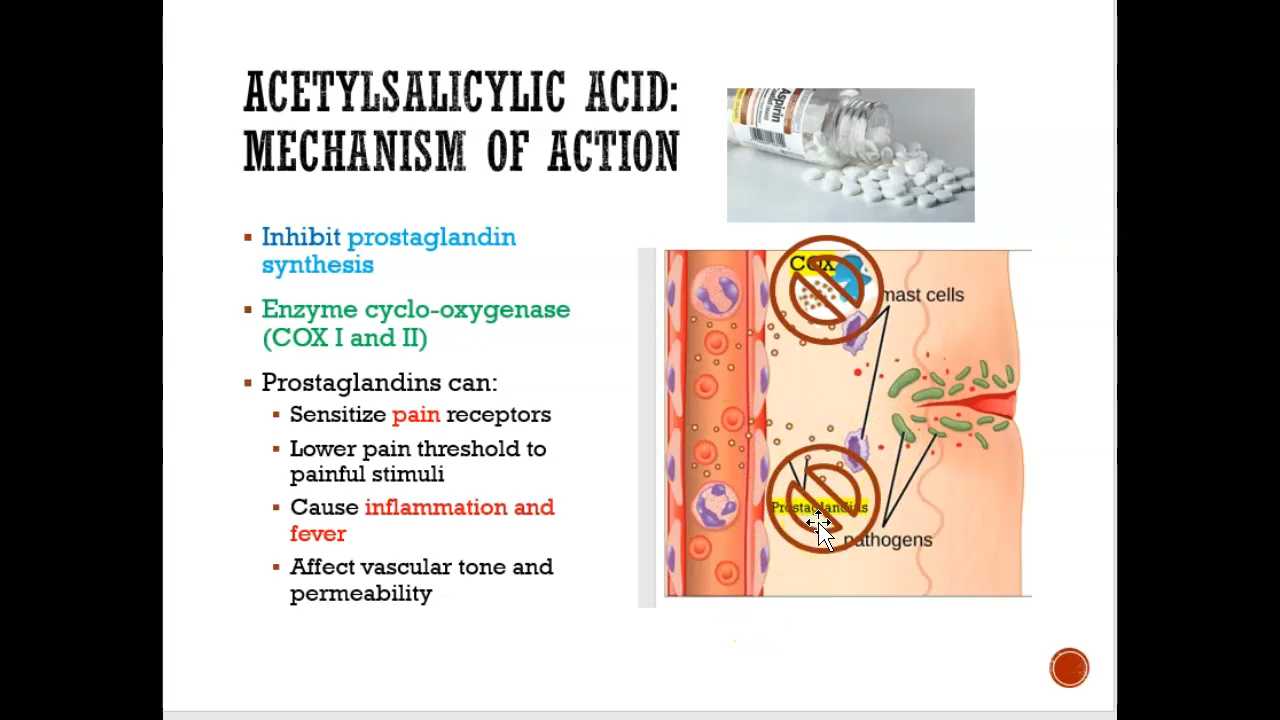 ACETYLSALICYLIC ACID:
MECHANISM OF ACTION
Aspirin
Inhibit prostaglandin
synthesis
Enzyme cyclo-oxygenase
(COX I and II)
Prostaglandins can:
Sensitize pain receptors
Lower pain threshold to
painful stimuli
Cause inflammation and
fever
Affect vascular tone and
permeability
COX
mast cells
Prostaglandins
pathogens